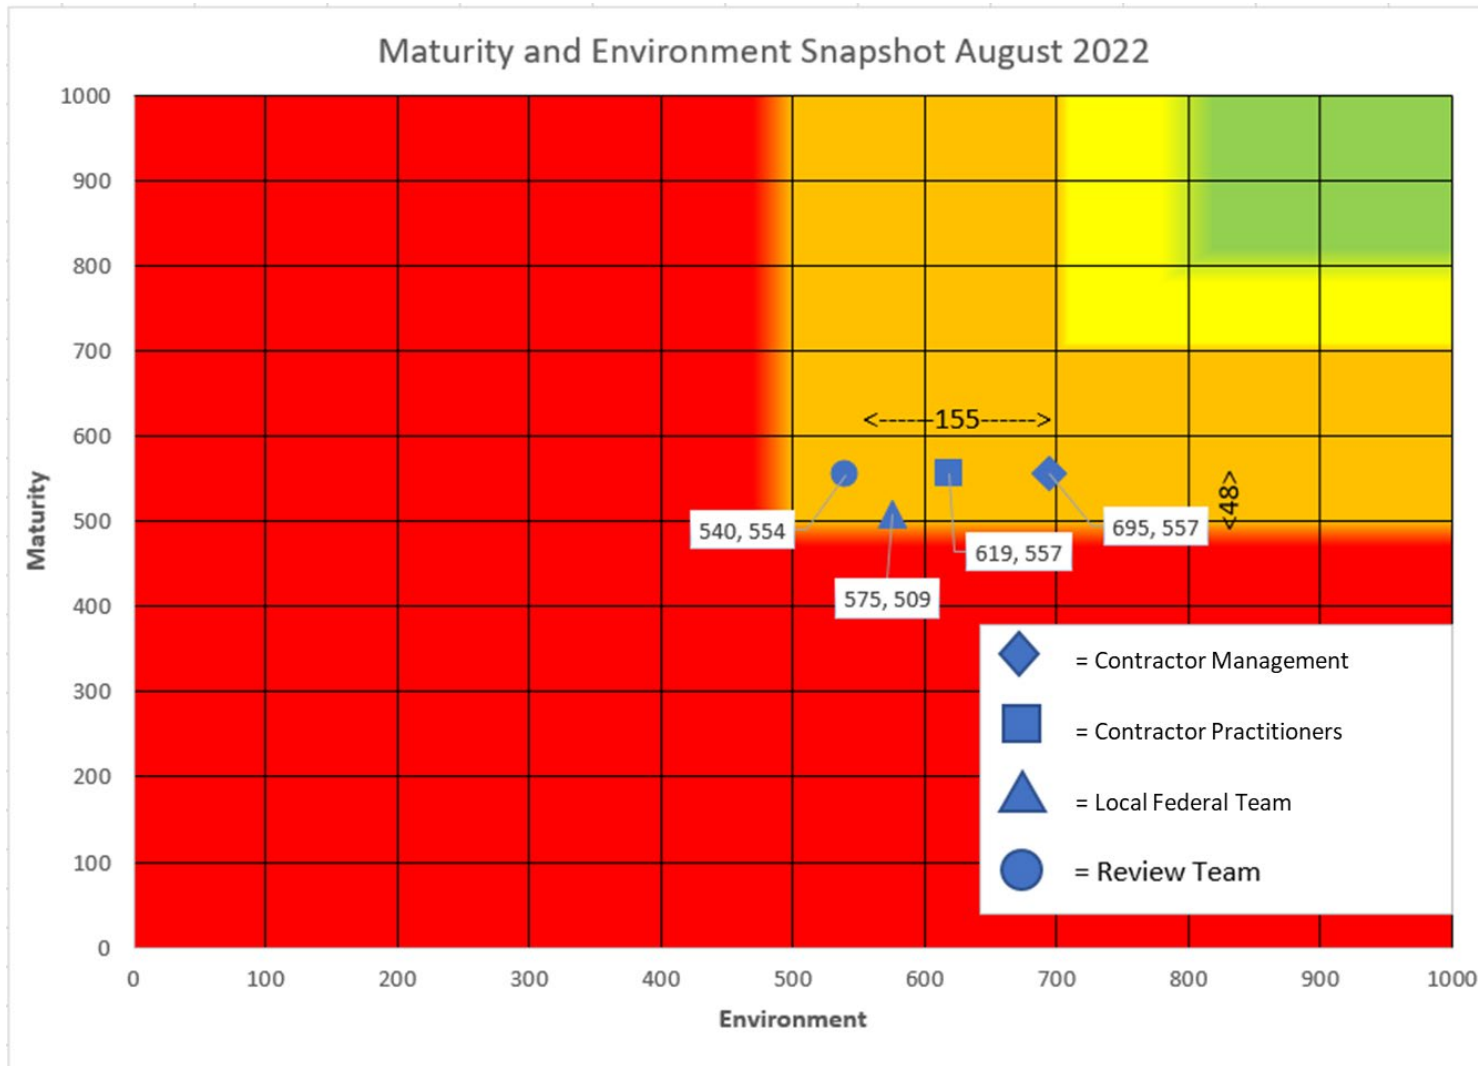 Maturity and Environment Snapshot August 2022
1000
900
800
700
600
500
400
300
200
100
0
Maturity
<------155------>
<48>
540, 554
695, 557
619, 557
575, 509
= Contractor Management
= Contractor Practitioners
= Local Federal Team
= Review Team
0 100 200 300 400 500 600 700 800 900 1000
Environment